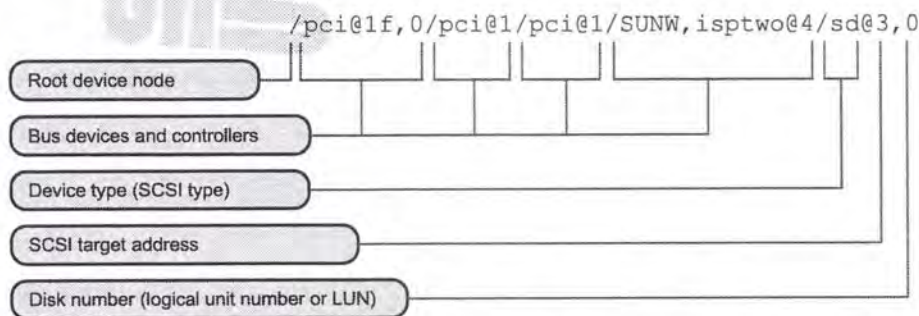 /pci@1f,0/pci@1/pci@1/SUNW,isptwo@4/sd@3,0
Root device node
Bus devices and controllers
Device type (SCSI type)
SCSI target address
Disk number (logical unit number or LUN)